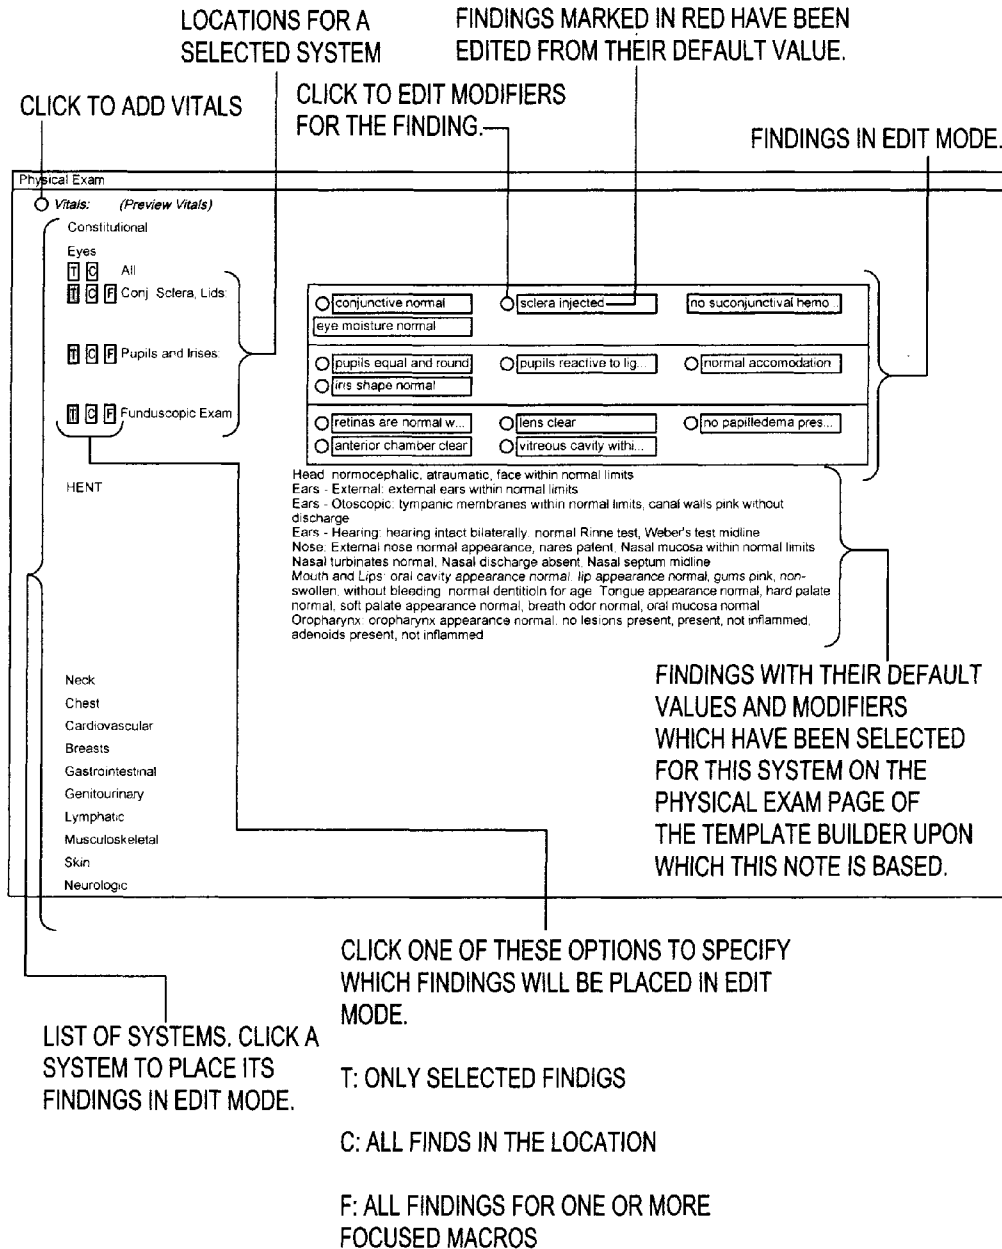 LOCATIONS FOR A
SELECTED SYSTEM
FINDINGS MARKED IN RED HAVE BEEN
EDITED FROM THEIR DEFAULT VALUE.
CLICK TO ADD VITALS
CLICK TO EDIT MODIFIERS
FOR THE FINDING.
FINDINGS IN EDIT MODE.
Physical Exam
Vitals: (Preview Vitals)
Constitutional
Eyes
T C All
T C F Conj Sclera, Lids:
conjunctive normal sclera injected no suconjunctival hemo...
eye moisture normal
T C F Pupils and Irises:
pupils equal and round pupils reactive to lig... normal accomodation
iris shape normal
T C F Funduscopic Exam
retinas are normal w... lens clear no papilledema pres...
anterior chamber clear vitreous cavity withi...
HENT
Head normocephalic, atraumatic, face within normal limits
Ears - External: external ears within normal limits
Ears - Otoscopic: tympanic membranes within normal limits, canal walls pink without
discharge
Ears - Hearing: hearing intact bilaterally, normal Rinne test, Weber's test midline
Nose: External nose normal appearance, nares patent, Nasal mucosa within normal limits
Nasal turbinates normal, Nasal discharge absent, Nasal septum midline
Mouth and Lips: oral cavity appearance normal, lip appearance normal, gums pink, non-
swollen, without bleeding normal dentitioln for age Tongue appearance normal, hard palate
normal, soft palate appearance normal, breath odor normal, oral mucosa normal
Oropharynx: oropharynx appearance normal, no lesions present, present, not inflammed,
adenoids present, not inflammed
Neck
Chest
Cardiovascular
Breasts
Gastrointestinal
Genitourinary
Lymphatic
Musculoskeletal
Skin
Neurologic
FINDINGS WITH THEIR DEFAULT
VALUES AND MODIFIERS
WHICH HAVE BEEN SELECTED
FOR THIS SYSTEM ON THE
PHYSICAL EXAM PAGE OF
THE TEMPLATE BUILDER UPON
WHICH THIS NOTE IS BASED.
LIST OF SYSTEMS. CLICK A
SYSTEM TO PLACE ITS
FINDINGS IN EDIT MODE.
CLICK ONE OF THESE OPTIONS TO SPECIFY
WHICH FINDINGS WILL BE PLACED IN EDIT
MODE.
T: ONLY SELECTED FINDIGS
C: ALL FINDS IN THE LOCATION
F: ALL FINDINGS FOR ONE OR MORE
FOCUSED MACROS